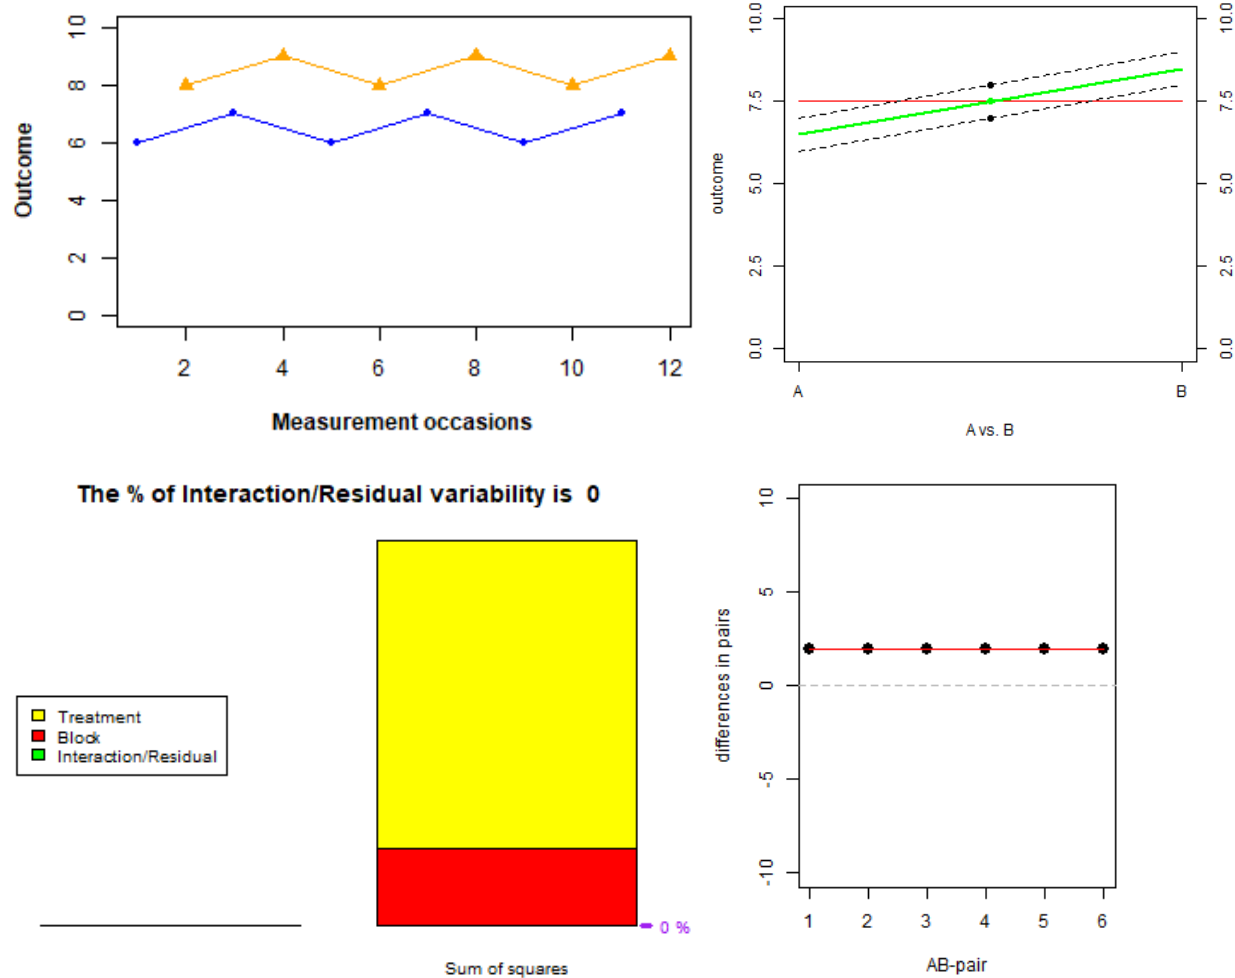 10
8
6
4
2
0
Outcome
2 4 6 8 10 12
Measurement occasions
10.0
7.5
5.0
2.5
0.0
outcome
10.0
7.5
5.0
2.5
0.0
A B
A vs. B
The % of Interaction/Residual variability is 0
Treatment
Block
Interaction/Residual
0 %
Sum of squares
10
5
0
-5
-10
differences in pairs
1 2 3 4 5 6
AB-pair